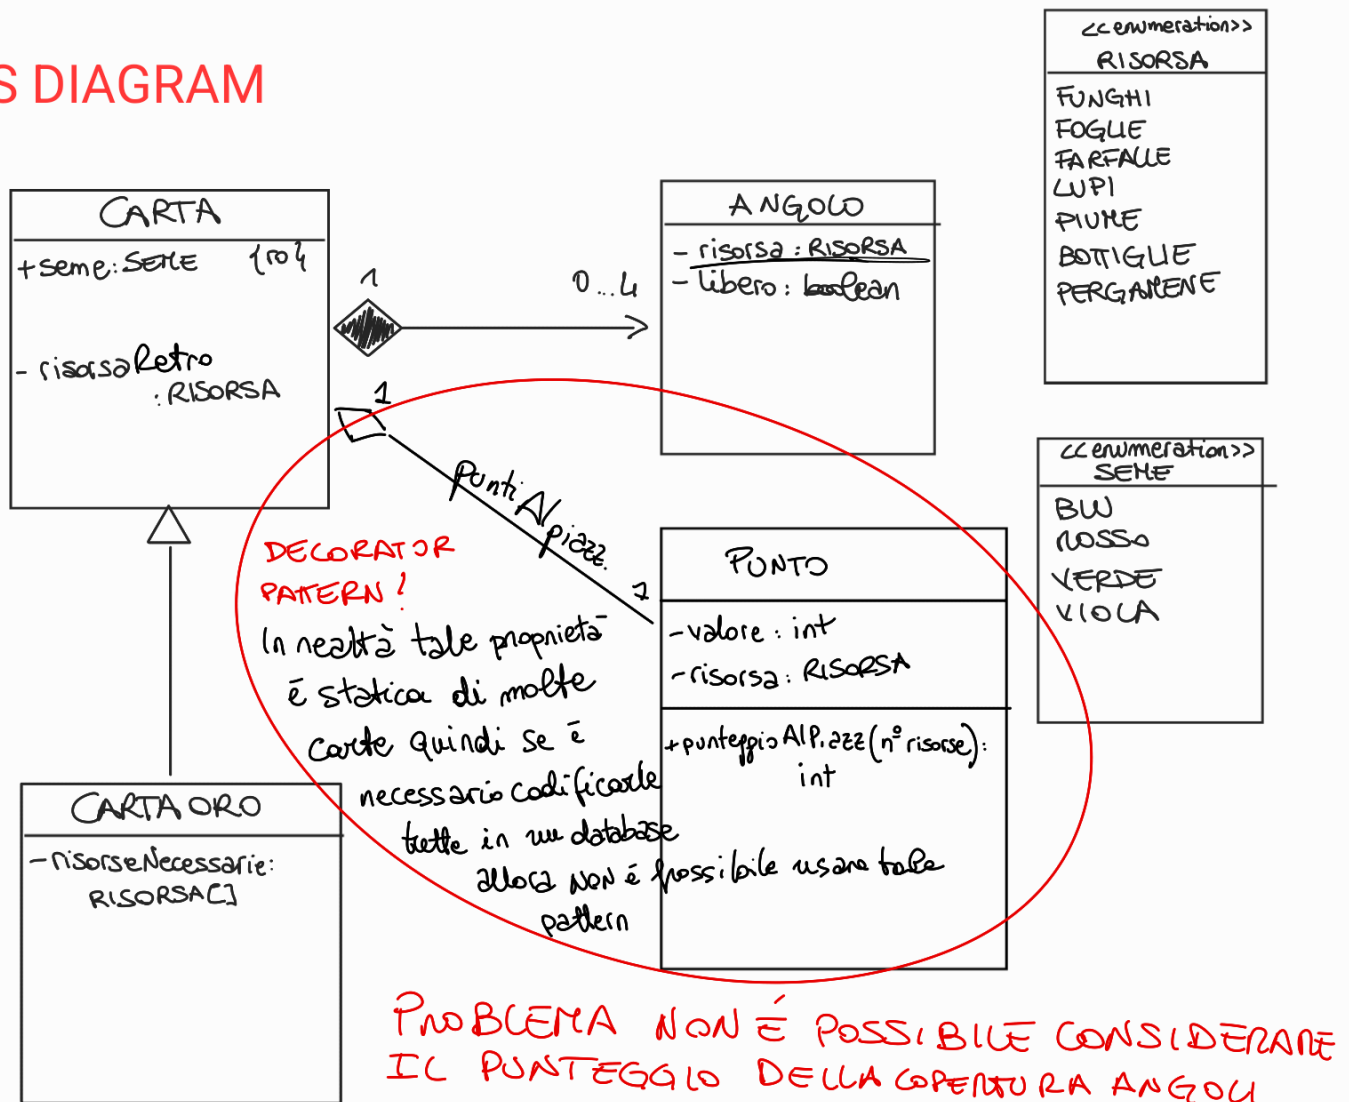 S DIAGRAM
<<enumeration>>
RISORSA
FUNGHI
FOGLIE
FARFALLE
LUPI
PIUME
BOTTIGLIE
PERGAMENE
CARTA
+seme: SEME {ro}
- risorsaRetro
: RISORSA
1
0...4
ANGOLO
- risorsa: RISORSA
- libero: boolean
<<enumeration>>
SEME
BLU
ROSSO
VERDE
VIOLA
1
puntiAlpiazz.
1
PUNTO
- valore: int
- risorsa: RISORSA
+ punteggioAlPiazz(n° risorse):
int
DECORATOR
PATTERN?
In realtà tale proprietà
è statica di molte
carte quindi se è
necessario codificarle
tutte in un database
allora NON è possibile usare tale
pattern
CARTA ORO
- risorseNecessarie:
RISORSA[]
PROBLEMA NON É POSSIBILE CONSIDERARE
IL PUNTEGGIO DELLA COPERTURA ANGOLI